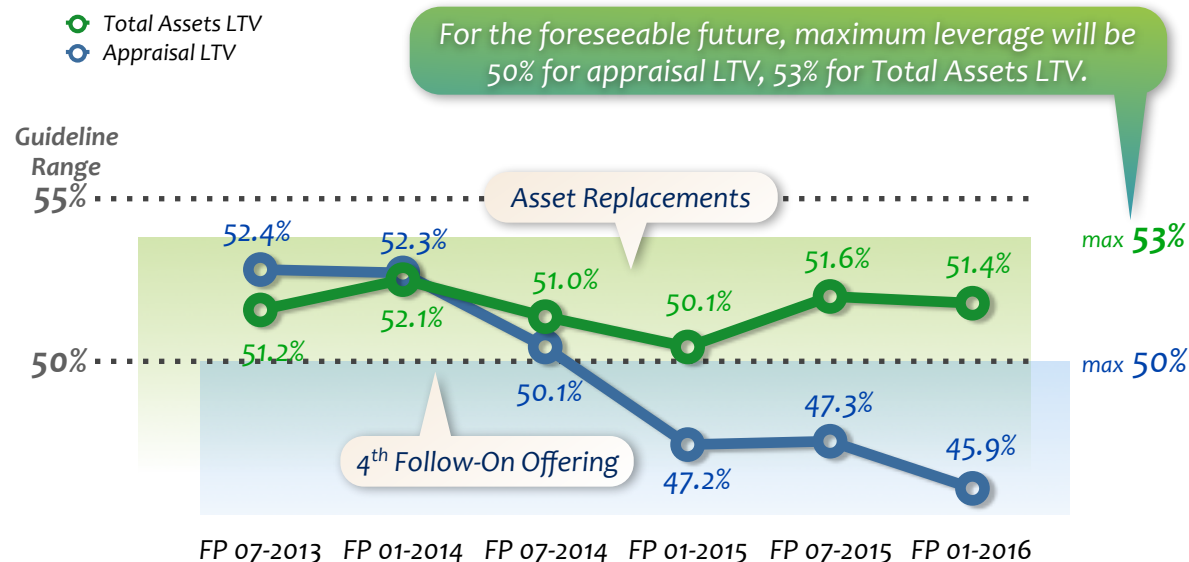 Total Assets LTV
Appraisal LTV
For the foreseeable future, maximum leverage will be
50% for appraisal LTV, 53% for Total Assets LTV.
Guideline
Range
55%
Asset Replacements
52.4%
52.3%
51.0%
50.1%
51.6%
51.4%
max 53%
51.2%
52.1%
50%
max 50%
50.1%
47.2%
47.3%
45.9%
4th Follow-On Offering
FP 07-2013 FP 01-2014 FP 07-2014 FP 01-2015 FP 07-2015 FP 01-2016